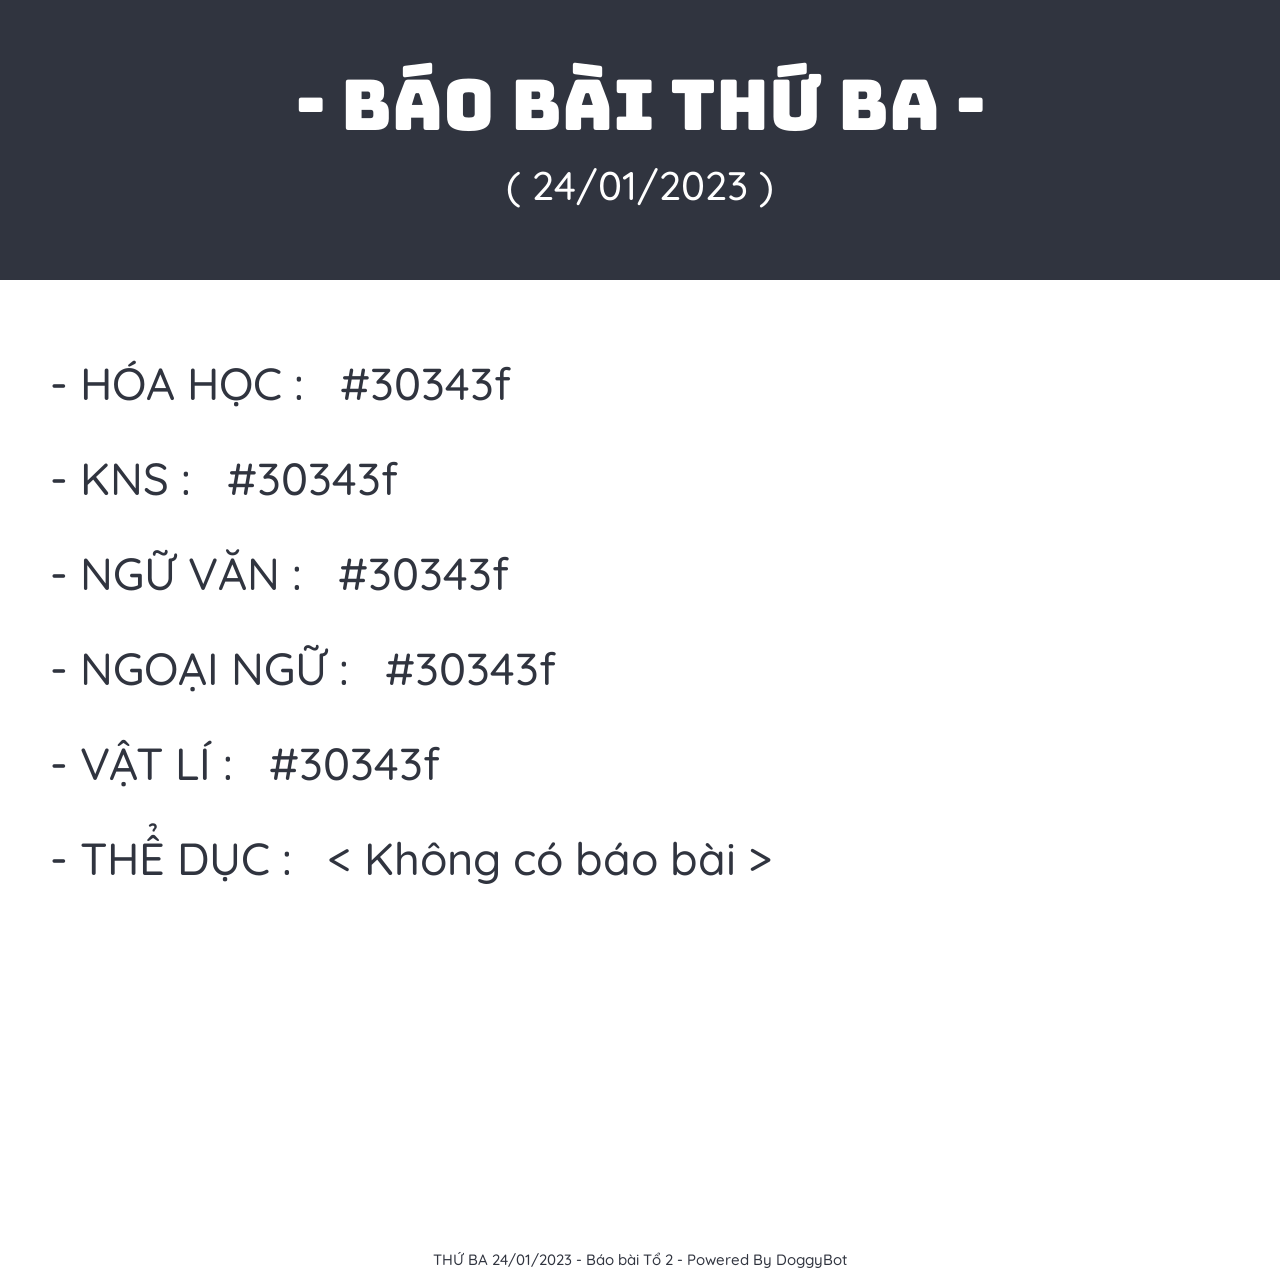 - BÁO BÀI THỨ BA -
( 24/01/2023 )
- HÓA HỌC : #30343f
- KNS : #30343f
- NGỮ VĂN : #30343f
- NGOẠI NGỮ : #30343f
- VẬT LÍ : #30343f
- THỂ DỤC : < Không có báo bài >
THỨ BA 24/01/2023 - Báo bài Tổ 2 - Powered By DoggyBot